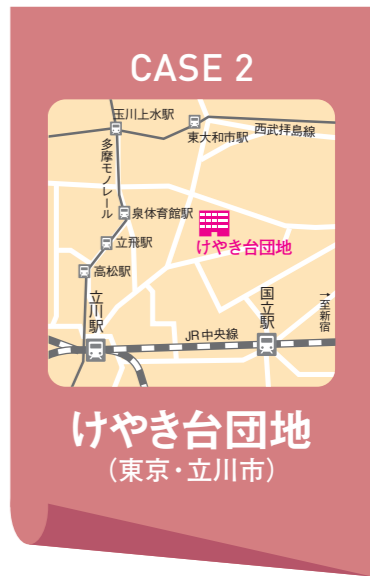 CASE 2
玉川上水駅
東大和市駅
西武拝島線
多摩モノレール
泉体育館駅
けやき台団地
立飛駅
高松駅
立川駅
国立駅
→至新宿
JR中央線
けやき台団地
（東京・立川市）